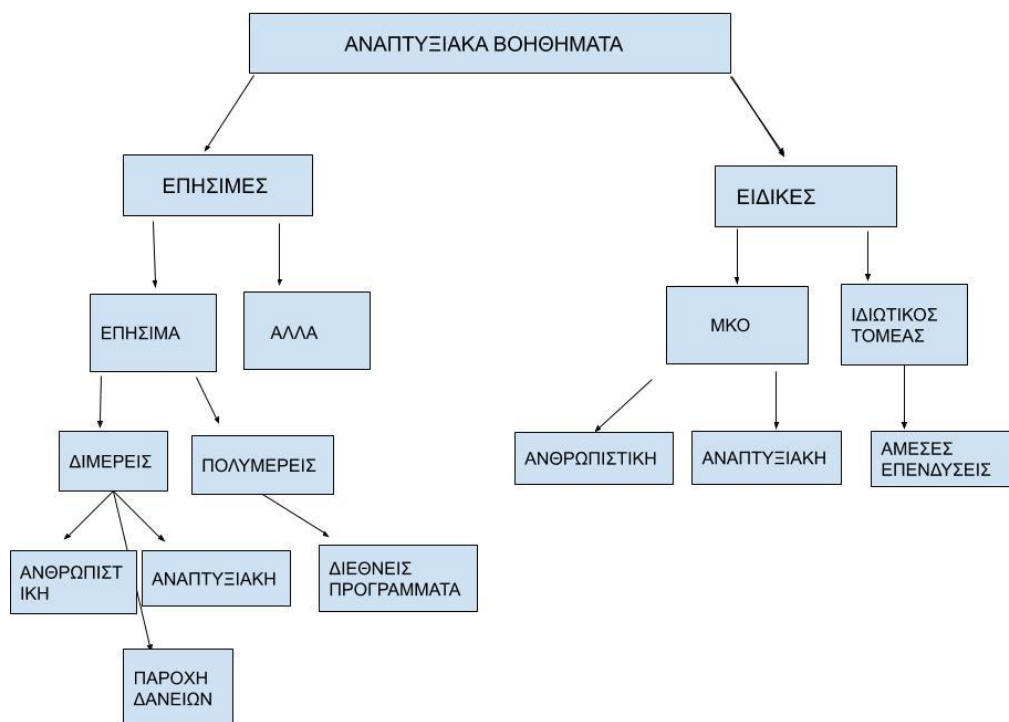 ΑΝΑΠΤΥΞΙΑΚΑ ΒΟΗΘΗΜΑΤΑ
ΕΠΗΣΙΜΕΣ
ΕΙΔΙΚΕΣ
ΕΠΗΣΙΜΑ
ΑΛΛΑ
ΜΚΟ
ΙΔΙΩΤΙΚΟΣ
ΤΟΜΕΑΣ
ΔΙΜΕΡΕΙΣ
ΠΟΛΥΜΕΡΕΙΣ
ΑΝΘΡΩΠΙΣΤΙΚΗ
ΑΝΑΠΤΥΞΙΑΚΗ
ΑΜΕΣΕΣ
ΕΠΕΝΔΥΣΕΙΣ
ΑΝΘΡΩΠΙΣΤ
ΙΚΗ
ΑΝΑΠΤΥΞΙΑΚΗ
ΔΙΕΘΝΕΙΣ
ΠΡΟΓΡΑΜΜΑΤΑ
ΠΑΡΟΧΗ
ΔΑΝΕΙΩΝ